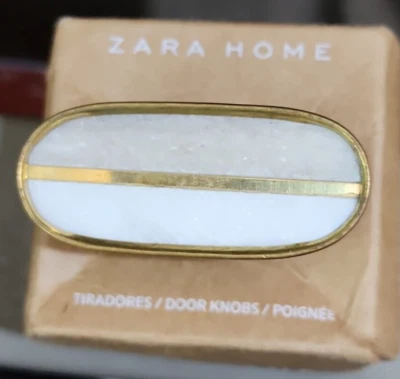 ZARA HOME
TIRADORES / DOOR KNOBS / POIGNÉE